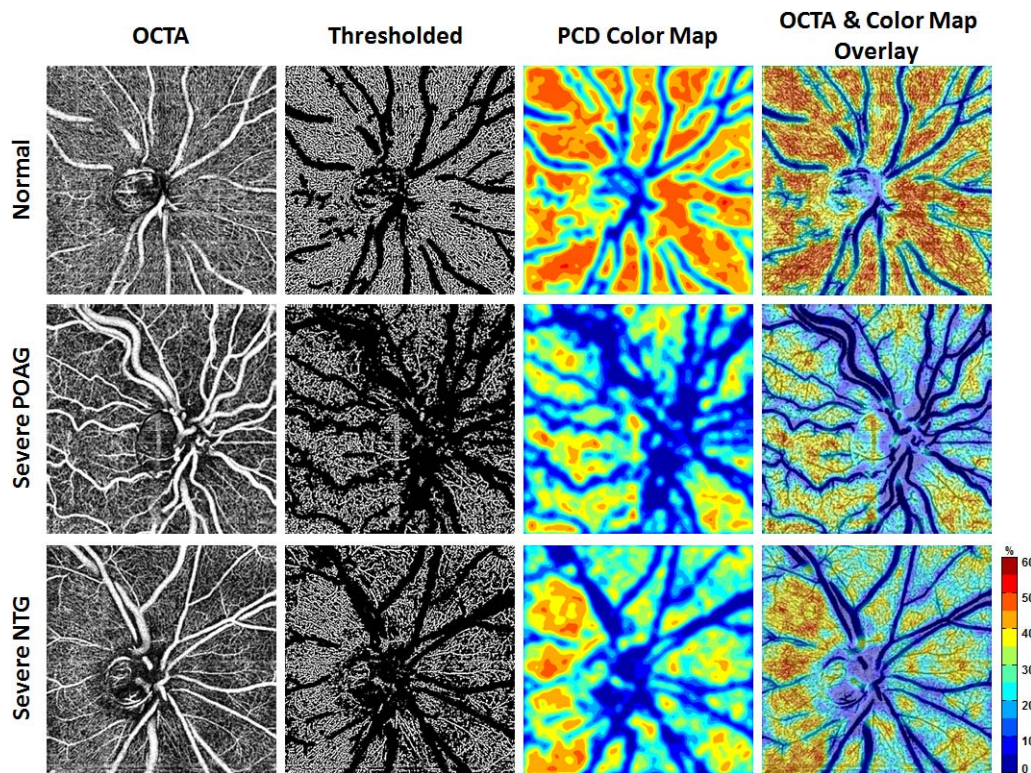 OCTA
Thresholded
PCD Color Map
OCTA & Color Map
Overlay
Normal
Severe POAG
Severe NTG
%
60
50
40
30
20
10
0